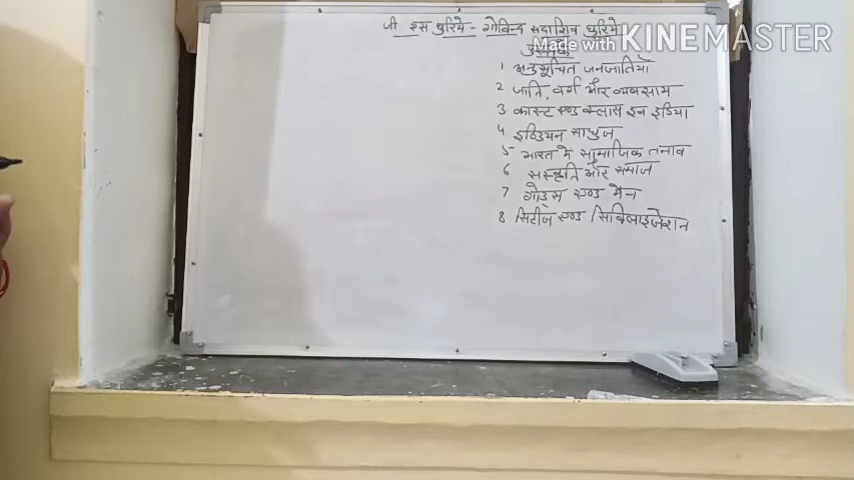 जी. एस घुरिये - गोविन्द सदाशिव घुरिये
Made with KINEMASTER
पुस्तकें
1 अनुसूचित जनजातियाँ
2 जाति, वर्ग और व्यवसाय
3 कास्ट एण्ड क्लास इन इंडिया
4 इण्डियन साधुज
5 भारत में सामाजिक तनाव
6 संस्कृति और समाज
7 गोड्स एण्ड मेन
8 सिटीज एण्ड सिविलाइजेशन